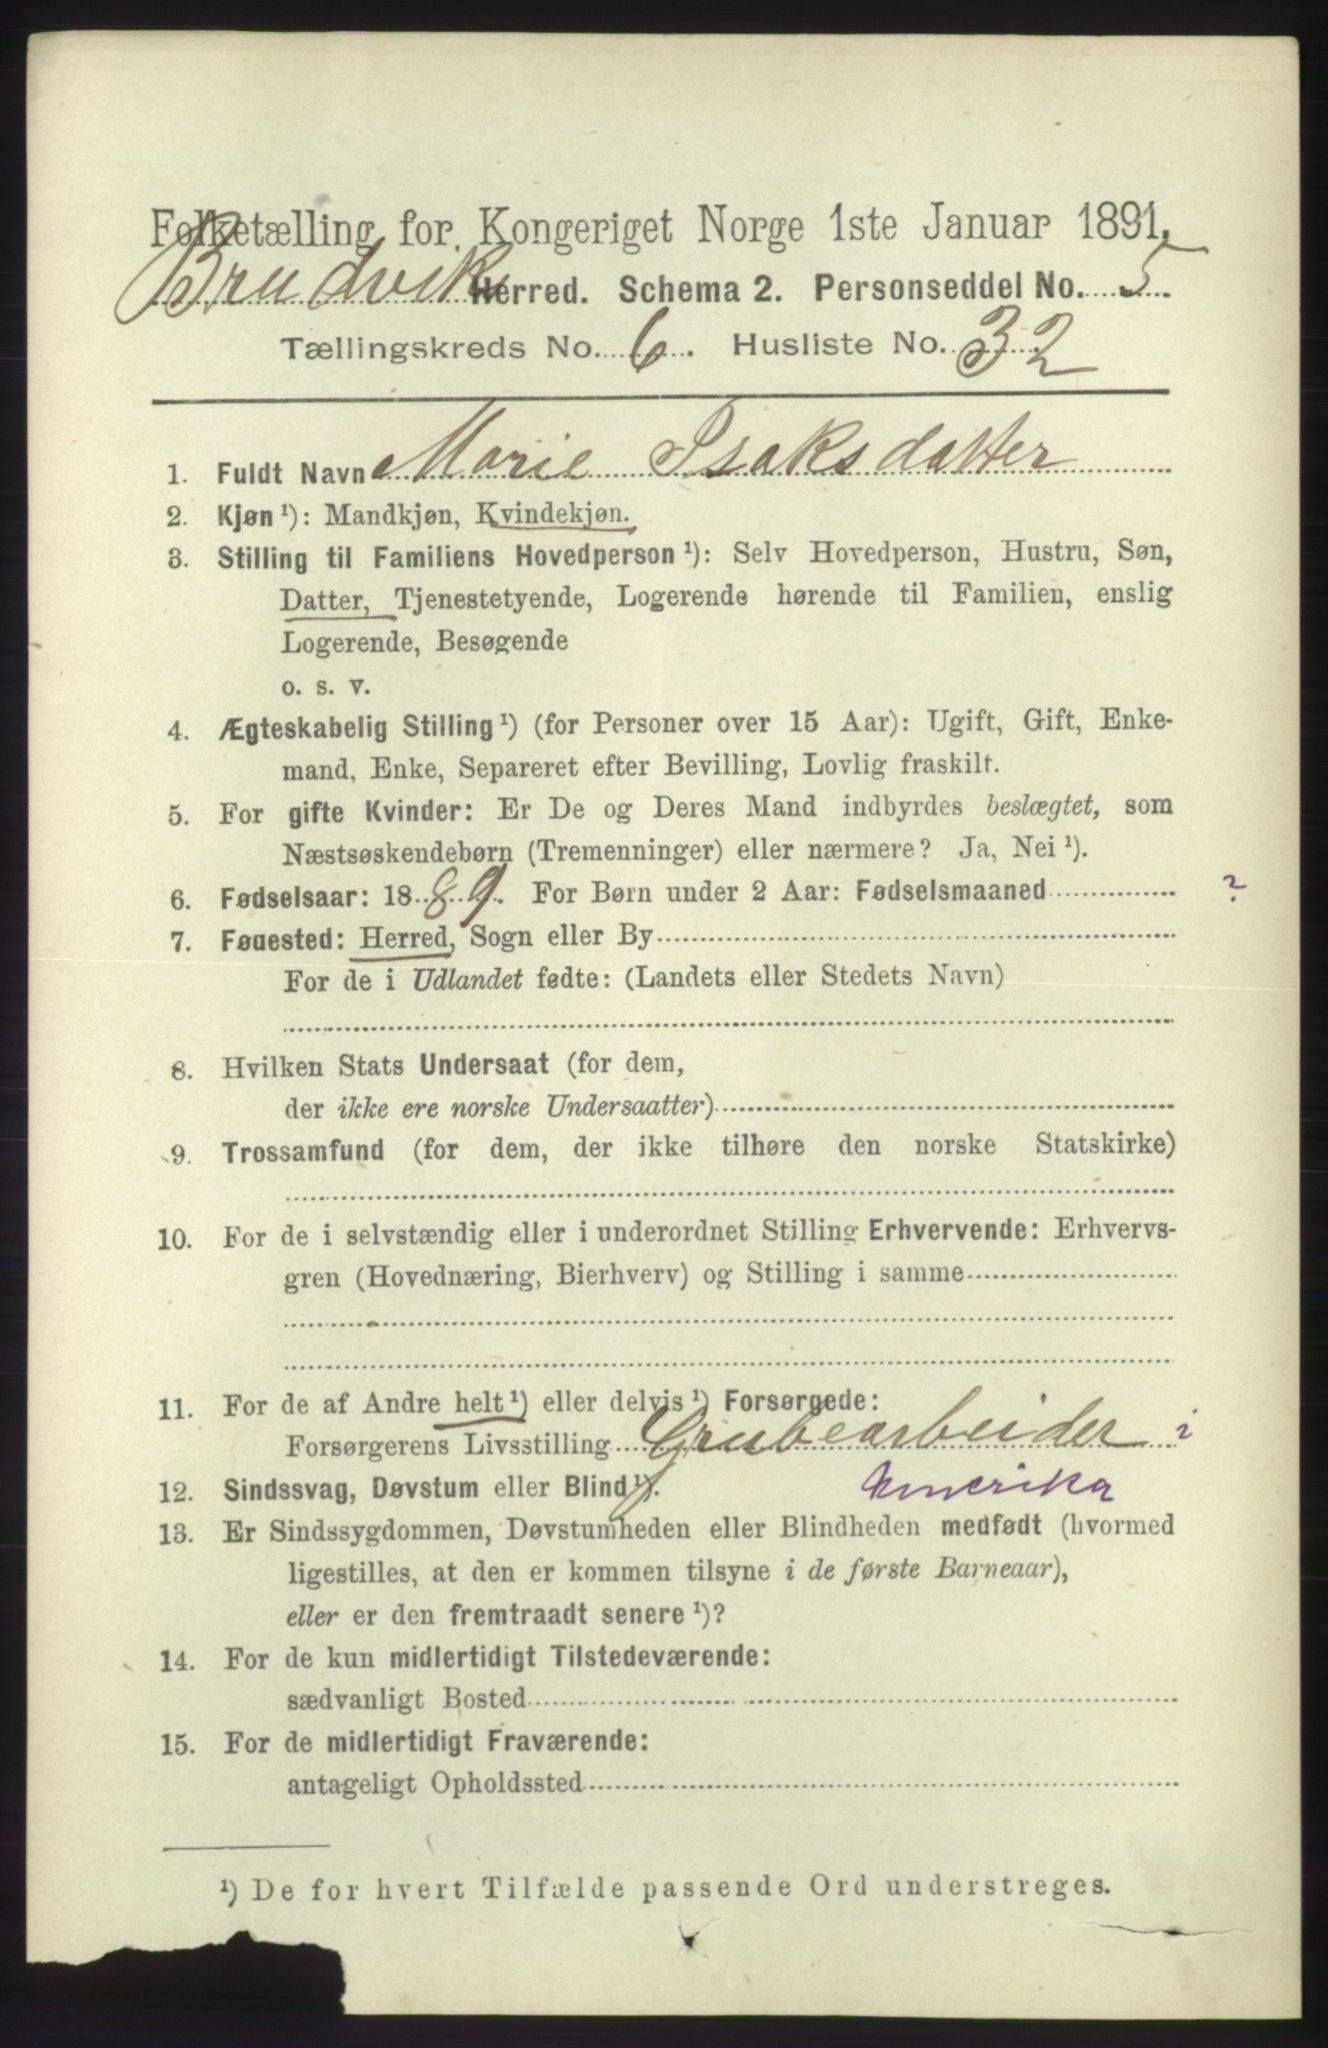 Folketælling for Kongeriget Norge 1ste Januar 1891.
Brudviks Herred. Schema 2. Personseddel No. 5
Tællingskreds No. 6. Husliste No. 32
1. Fuldt Navn Marie Isaksdatter
2. Kjøn ¹): Mandkjøn, Kvindekjøn.
3. Stilling til Familiens Hovedperson ¹): Selv Hovedperson, Hustru, Søn,
Datter, Tjenestetyende, Logerende hørende til Familien, enslig
Logerende, Besøgende
o. s. v.
4. Ægteskabelig Stilling ¹) (for Personer over 15 Aar): Ugift, Gift, Enke-
mand, Enke, Separeret efter Bevilling, Lovlig fraskilt.
5. For gifte Kvinder: Er De og Deres Mand indbyrdes beslægtet, som
Næstsøskendebørn (Tremenninger) eller nærmere? Ja, Nei ¹).
6. Fødselsaar: 1889. For Børn under 2 Aar: Fødselsmaaned ?
7. Fødested: Herred, Sogn eller By
For de i Udlandet fødte: (Landets eller Stedets Navn)
8. Hvilken Stats Undersaat (for dem,
der ikke ere norske Undersaatter)
9. Trossamfund (for dem, der ikke tilhøre den norske Statskirke)
10. For de i selvstændig eller i underordnet Stilling Erhvervende: Erhvervs-
gren (Hovednæring, Bierhverv) og Stilling i samme
11. For de af Andre helt ¹) eller delvis ¹) Forsørgede:
Forsørgerens Livsstilling Grubearbeider i
Amerika
12. Sindssvag, Døvstum eller Blind ¹).
13. Er Sindssygdommen, Døvstumheden eller Blindheden medfødt (hvormed
ligestilles, at den er kommen tilsyne i de første Barneaar),
eller er den fremtraadt senere ¹)?
14. For de kun midlertidigt Tilstedeværende:
sædvanligt Bosted
15. For de midlertidigt Fraværende:
antageligt Opholdssted
¹) De for hvert Tilfælde passende Ord understreges.